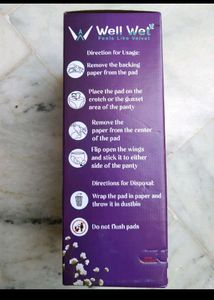 Well Wet
Feels Like Velvet
Direction for Usage:
Remove the backing
paper from the pad
Place the pad on the
crotch or the gusset
area of the panty
Remove the
paper from the center
of the pad
Flip open the wings
and stick it to either
side of the panty
Directions for Disposal:
Wrap the pad in paper and
throw it in dustbin
Do not flush pads